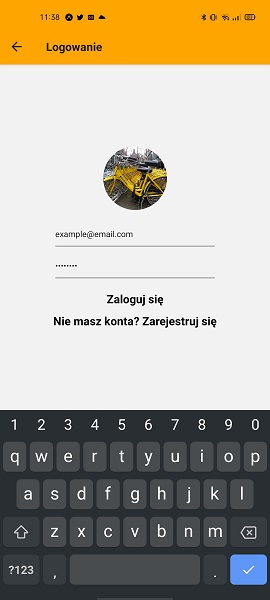 11:38
61
Logowanie
example@email.com
........
Zaloguj się
Nie masz konta? Zarejestruj się
1 2 3 4 5 6 7 8 9 0
q w e r t y u i o p
a s d f g h j k l
z x c v b n m
?123 , .